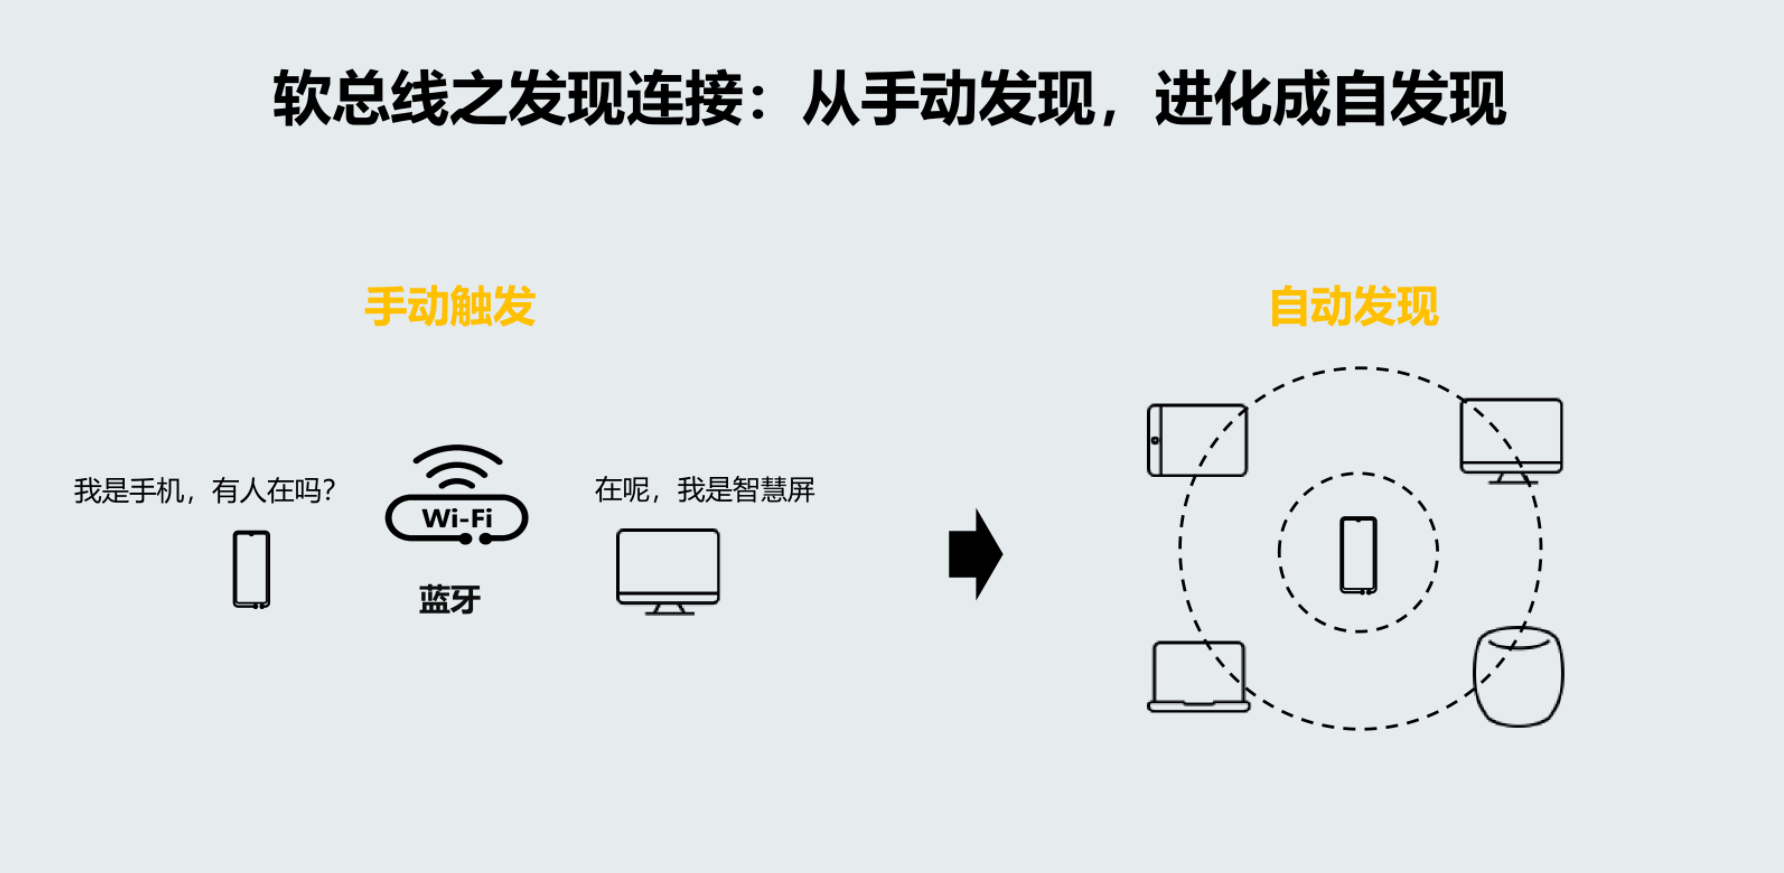 软总线之发现连接：从手动发现，进化成自发现
手动触发
自动发现
我是手机，有人在吗？
Wi-Fi
在呢，我是智慧屏
蓝牙